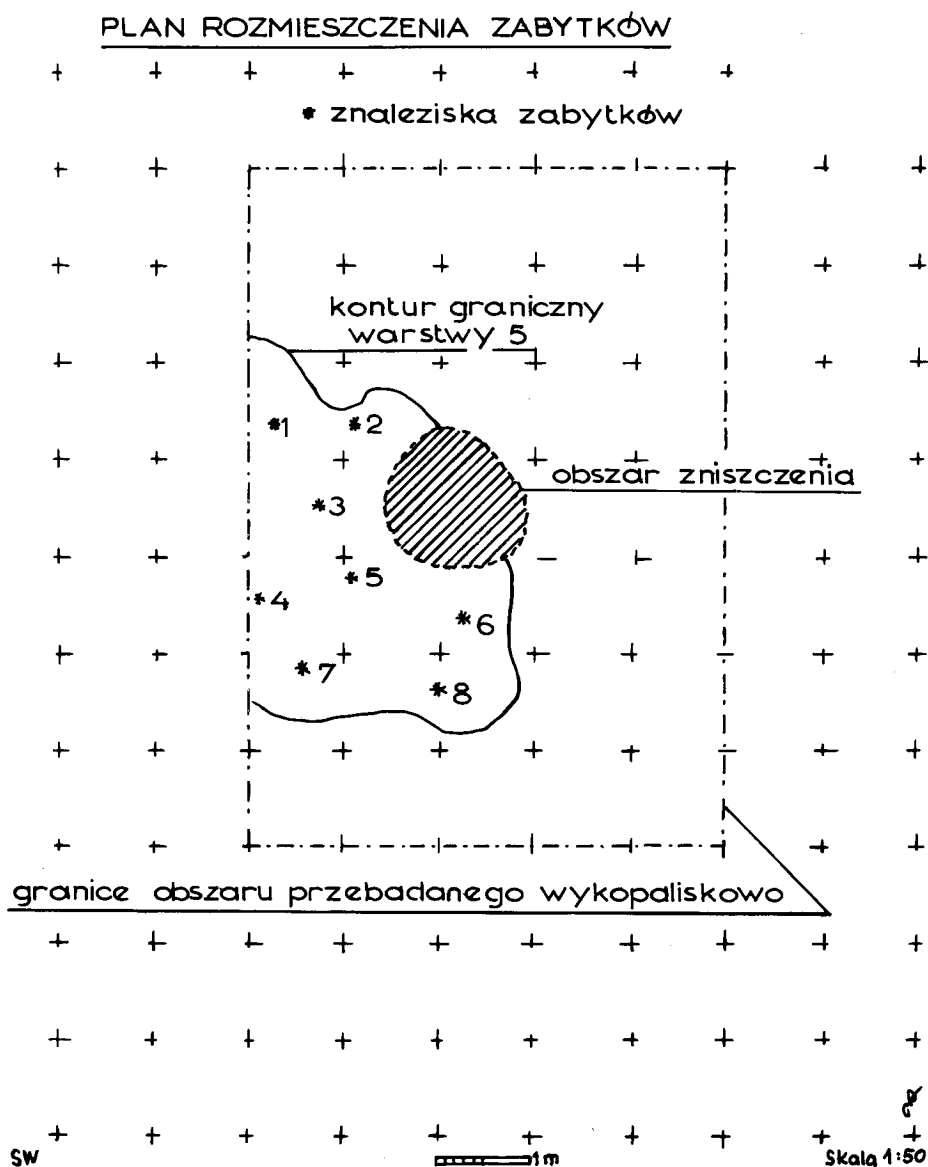 PLAN ROZMIESZCZENIA ZABYTKÓW
* znaleziska zabytków
kontur graniczny
warstwy 5
*1
*2
obszar zniszczenia
*3
*5
*4
*6
*7
*8
granice obszaru przebadanego wykopaliskowo
SW
1m
Skala 1:50